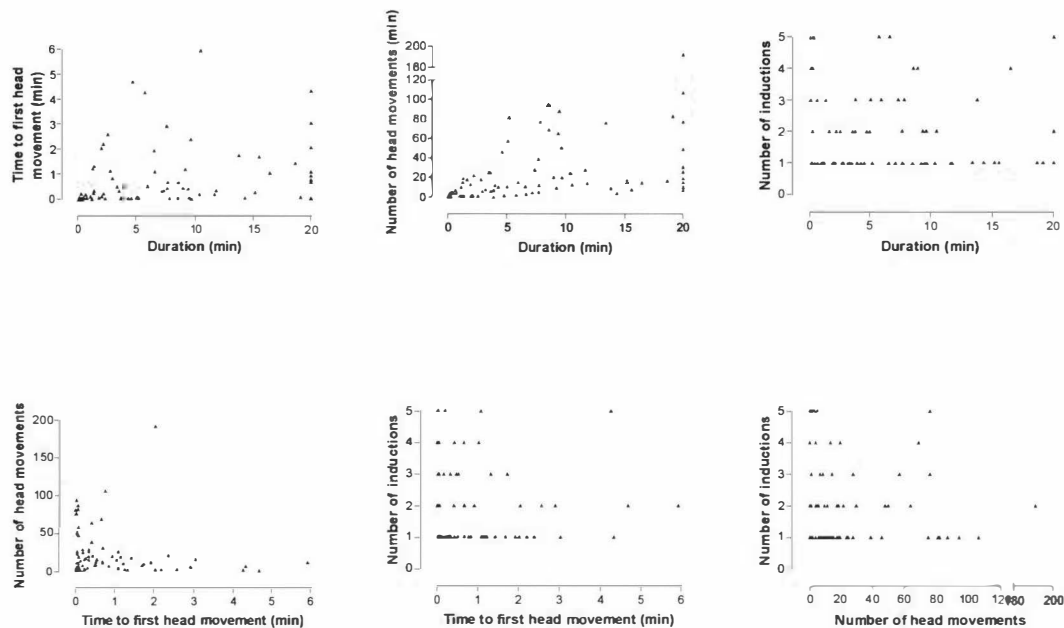 Time to first head
movement (min)
6
5
4
3
2
1
0
0 5 10 15 20
Duration (min)
Number of head movements (min)
200
160
120
100
80
60
40
20
0
0 5 10 15 20
Duration (min)
Number of inductions
5
4
3
2
1
0
0 5 10 15 20
Duration (min)
Number of head movements
200
150
100
50
0
0 1 2 3 4 5 6
Time to first head movement (min)
Number of inductions
5
4
3
2
1
0
0 1 2 3 4 5 6
Time to first head movement (min)
Number of inductions
5
4
3
2
1
0
0 20 40 60 80 100 120 180 200
Number of head movements